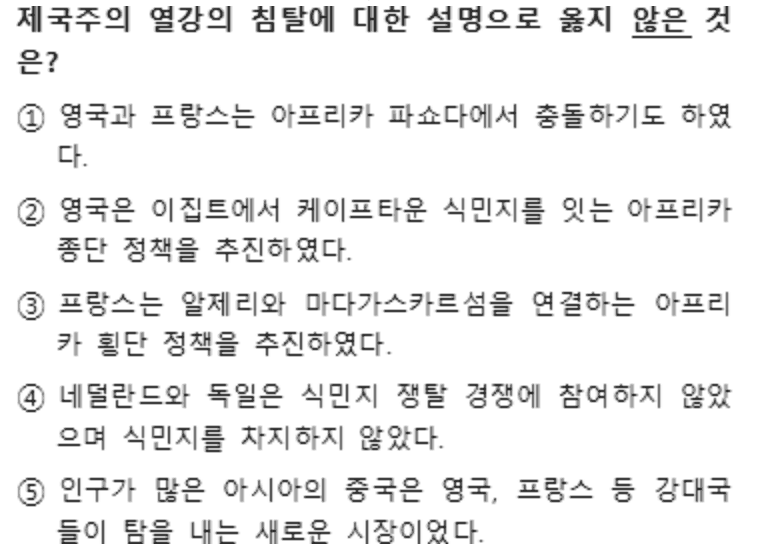 제국주의 열강의 침탈에 대한 설명으로 옳지 않은 것
은?
① 영국과 프랑스는 아프리카 파쇼다에서 충돌하기도 하였
다.
② 영국은 이집트에서 케이프타운 식민지를 잇는 아프리카
종단 정책을 추진하였다.
③ 프랑스는 알제리와 마다가스카르섬을 연결하는 아프리
카 횡단 정책을 추진하였다.
④ 네덜란드와 독일은 식민지 쟁탈 경쟁에 참여하지 않았
으며 식민지를 차지하지 않았다.
⑤ 인구가 많은 아시아의 중국은 영국, 프랑스 등 강대국
들이 탐을 내는 새로운 시장이었다.